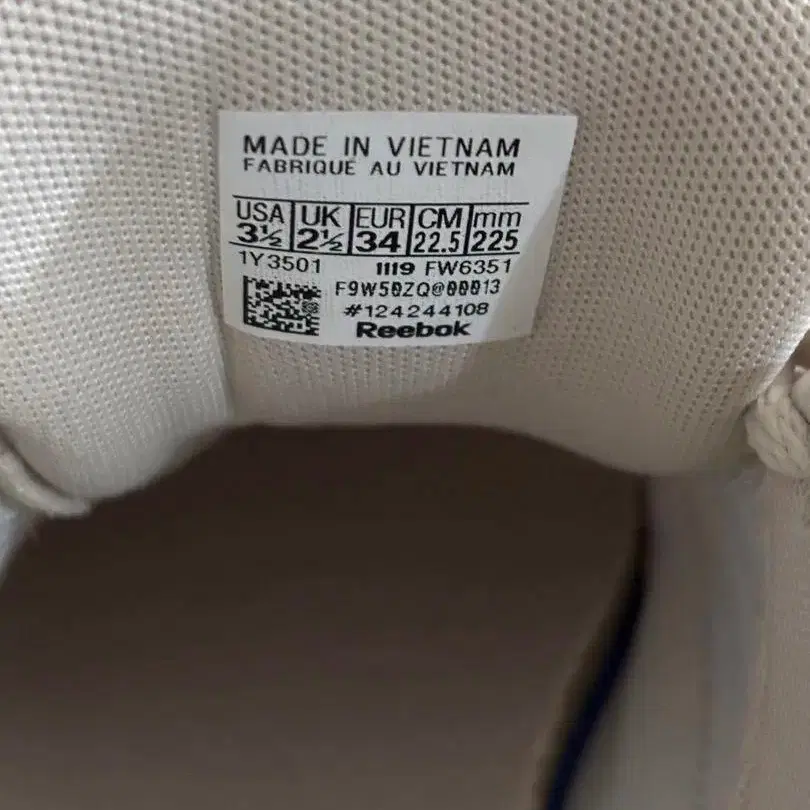 MADE IN VIETNAM
FABRIQUE AU VIETNAM
USA UK EUR CM mm
3½ 2½ 34 22.5 225
1Y3501 1119 FW6351
F9W50ZQ@00013
#124244108
Reebok